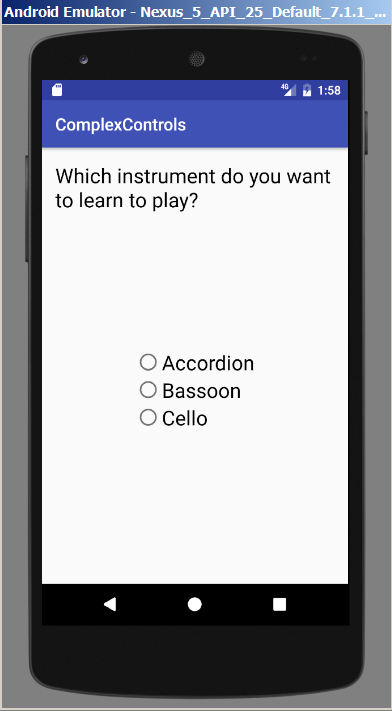 Android Emulator - Nexus_5_API_25_Default_7.1.1_...
4G 1:58
ComplexControls
Which instrument do you want
to learn to play?
Accordion
Bassoon
Cello